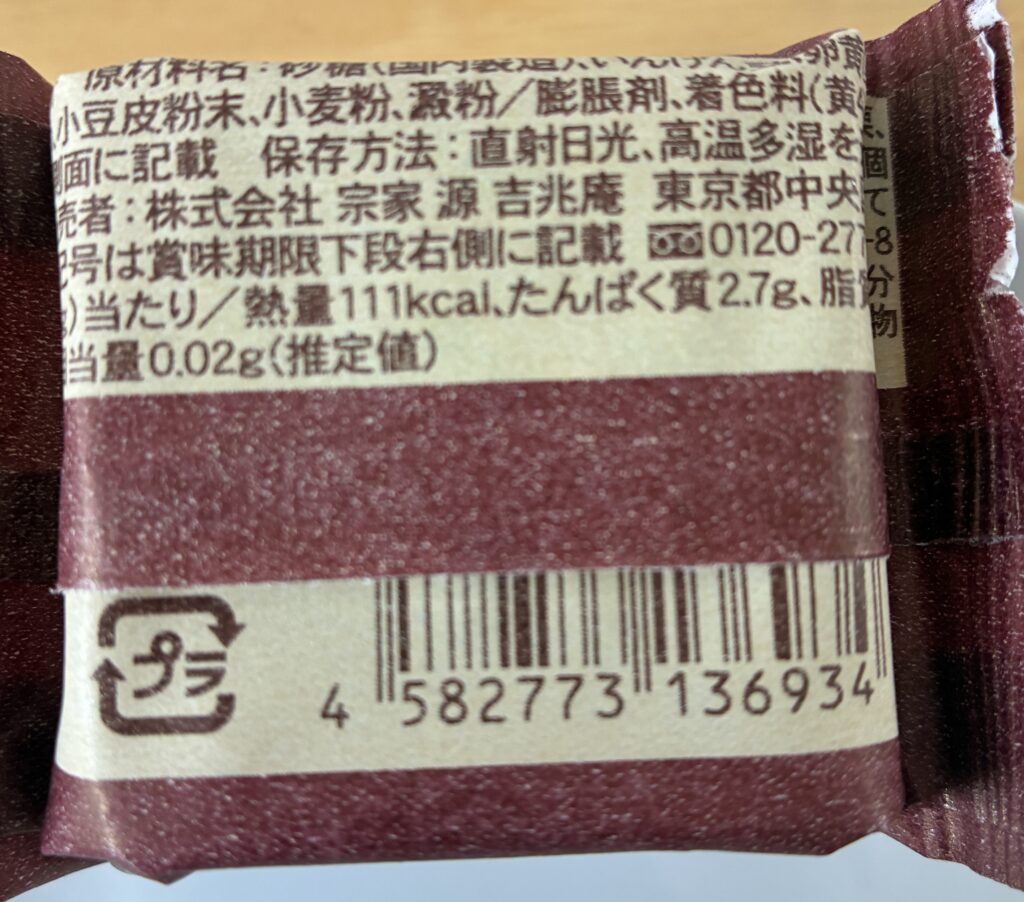 原材料名：砂糖(国内製造)、いんげん
小豆皮粉末、小麦粉、澱粉／膨脹剤、着色料(黄
側面に記載 保存方法：直射日光、高温多湿を
売者：株式会社 宗家 源 吉兆庵 東京都中央
記号は賞味期限下段右側に記載 0120-277-8
)当たり／熱量111kcal、たんぱく質2.7g、脂質
当量0.02g(推定値)
個
て
分
物
プラ
4 582773 136934